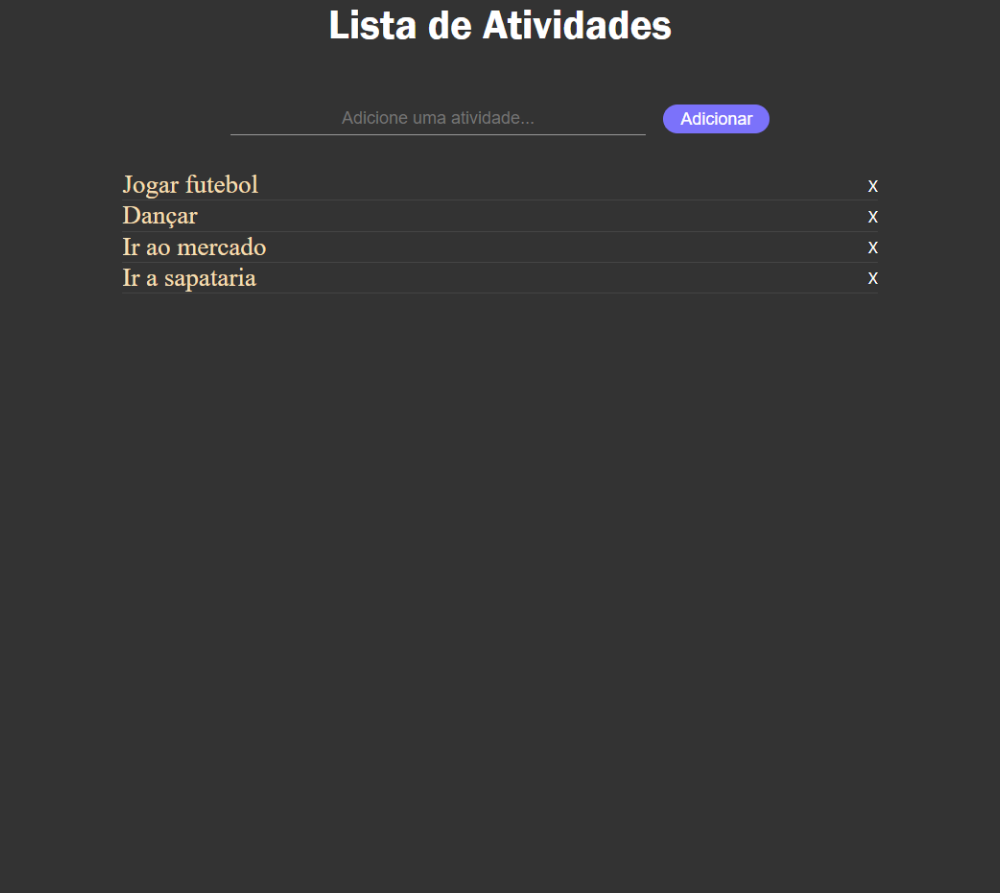 Lista de Atividades
Adicione uma atividade...
Adicionar
Jogar futebol X
Dançar X
Ir ao mercado X
Ir a sapataria X